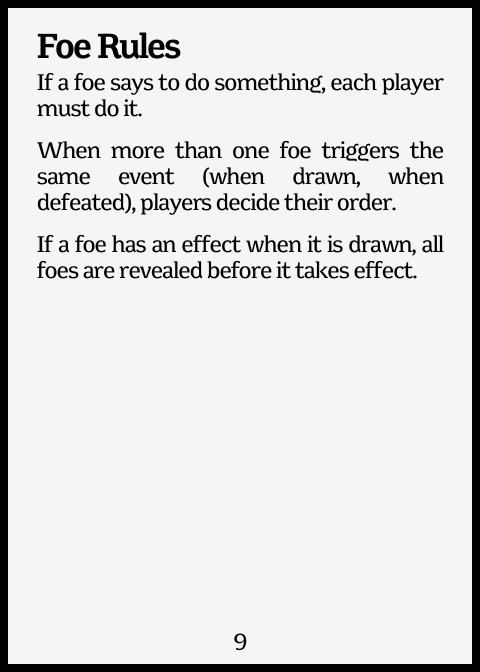 Foe Rules
If a foe says to do something, each player
must do it.
When more than one foe triggers the
same event (when drawn, when
defeated), players decide their order.
If a foe has an effect when it is drawn, all
foes are revealed before it takes effect.
9